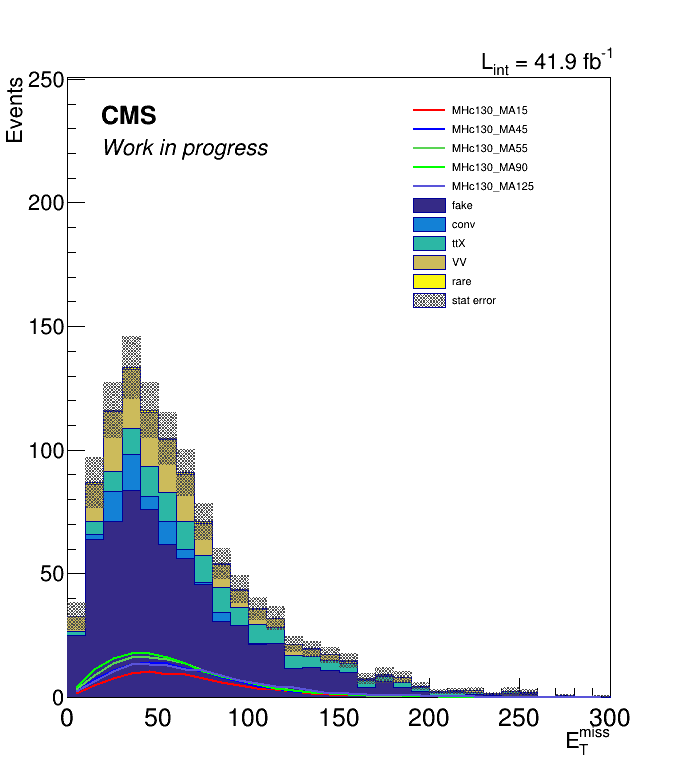 L_int = 41.9 fb^-1
Events
250
200
150
100
50
0
CMS
Work in progress
MHc130_MA15
MHc130_MA45
MHc130_MA55
MHc130_MA90
MHc130_MA125
fake
conv
ttX
VV
rare
stat error
0 50 100 150 200 250 300
E_T^miss